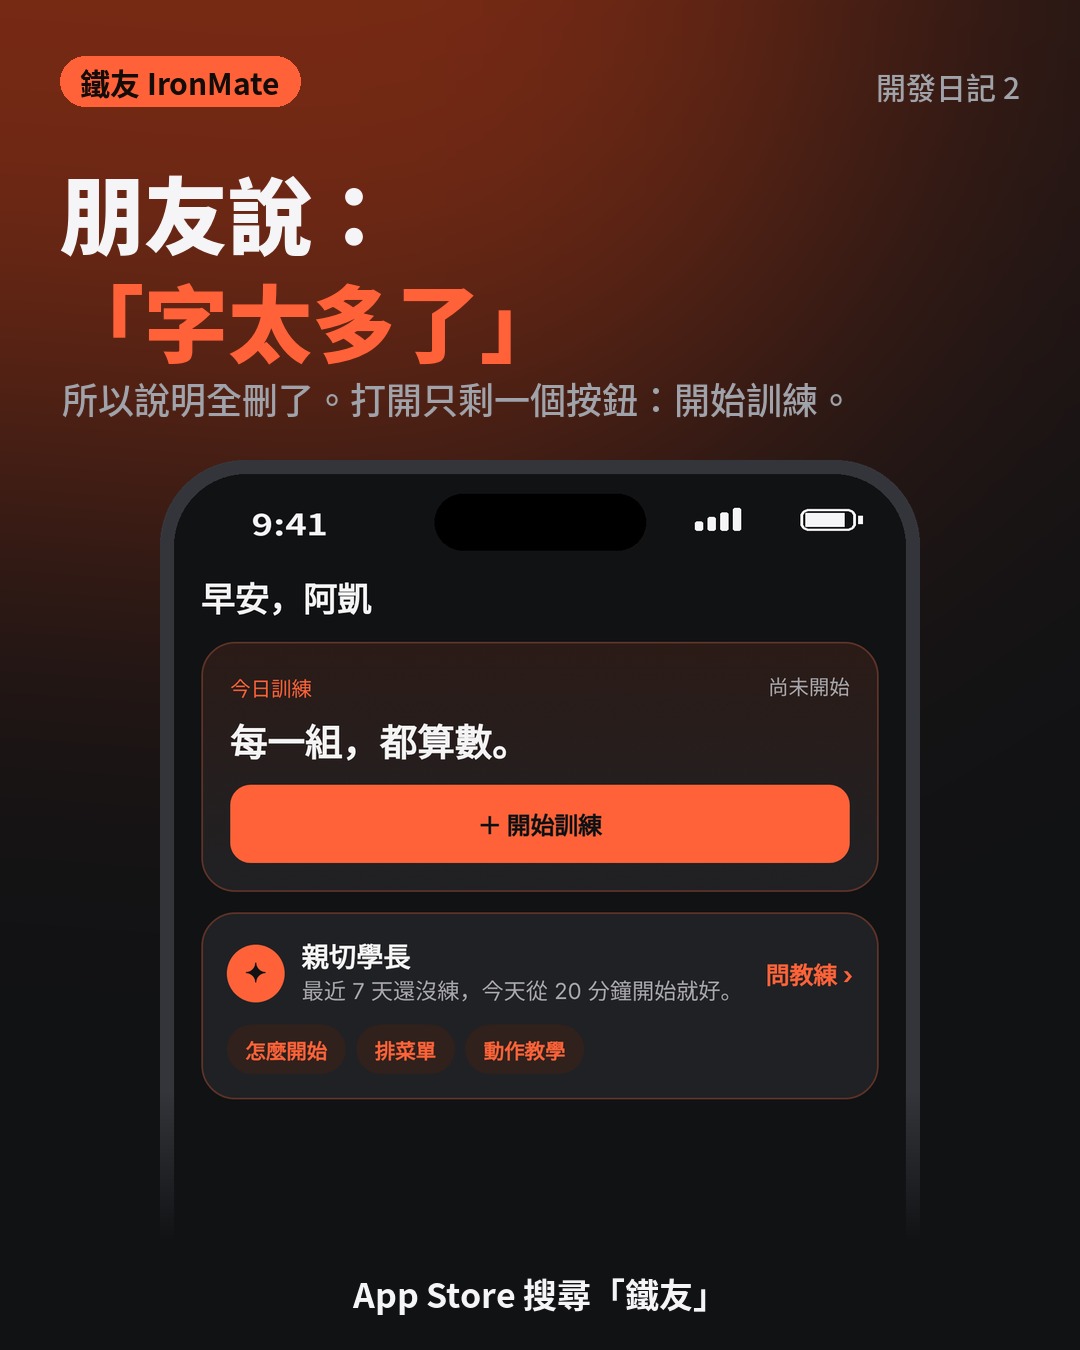 鐵友 IronMate
開發日記 2
朋友說：
「字太多了」
所以說明全刪了。打開只剩一個按鈕：開始訓練。
9:41
早安，阿凱
今日訓練
尚未開始
每一組，都算數。
＋ 開始訓練
親切學長
最近 7 天還沒練，今天從 20 分鐘開始就好。
問教練 ›
怎麼開始
排菜單
動作教學
App Store 搜尋「鐵友」